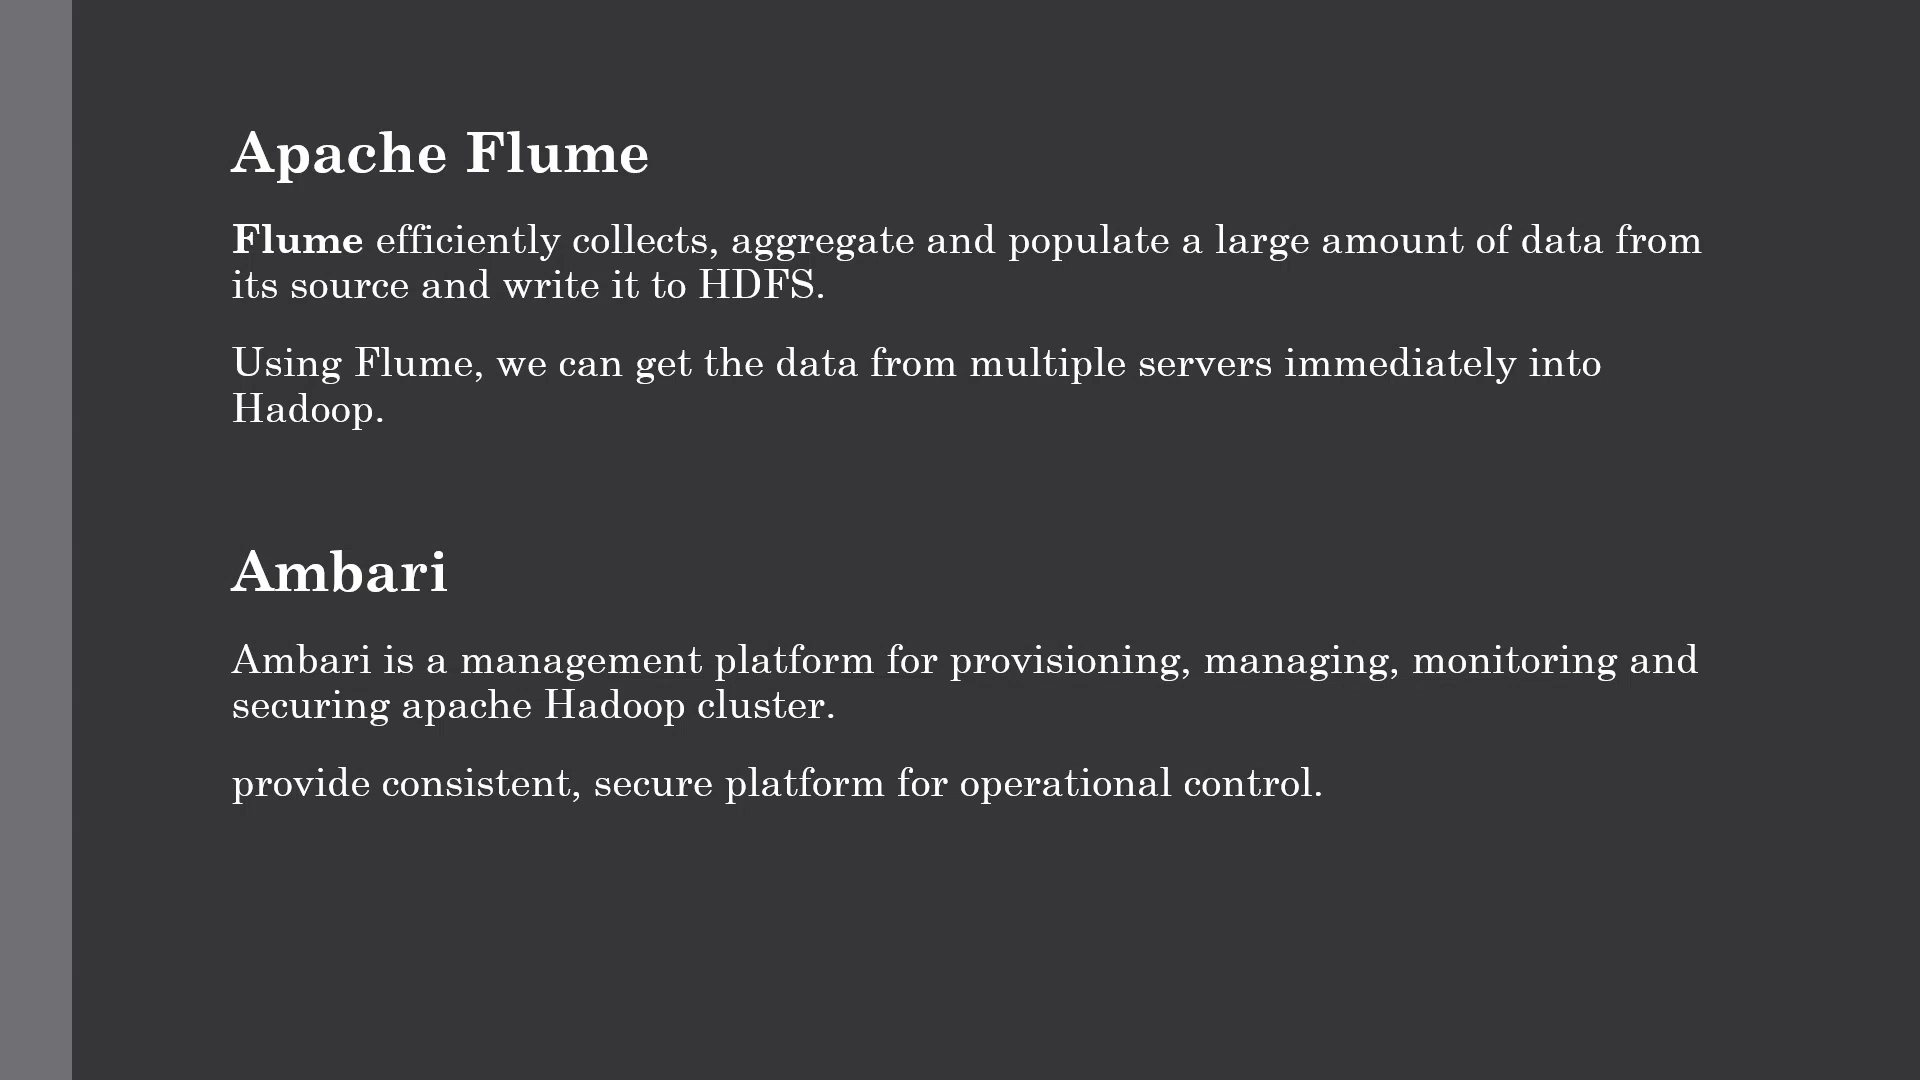 Apache Flume
Flume efficiently collects, aggregate and populate a large amount of data from
its source and write it to HDFS.
Using Flume, we can get the data from multiple servers immediately into
Hadoop.
Ambari
Ambari is a management platform for provisioning, managing, monitoring and
securing apache Hadoop cluster.
provide consistent, secure platform for operational control.